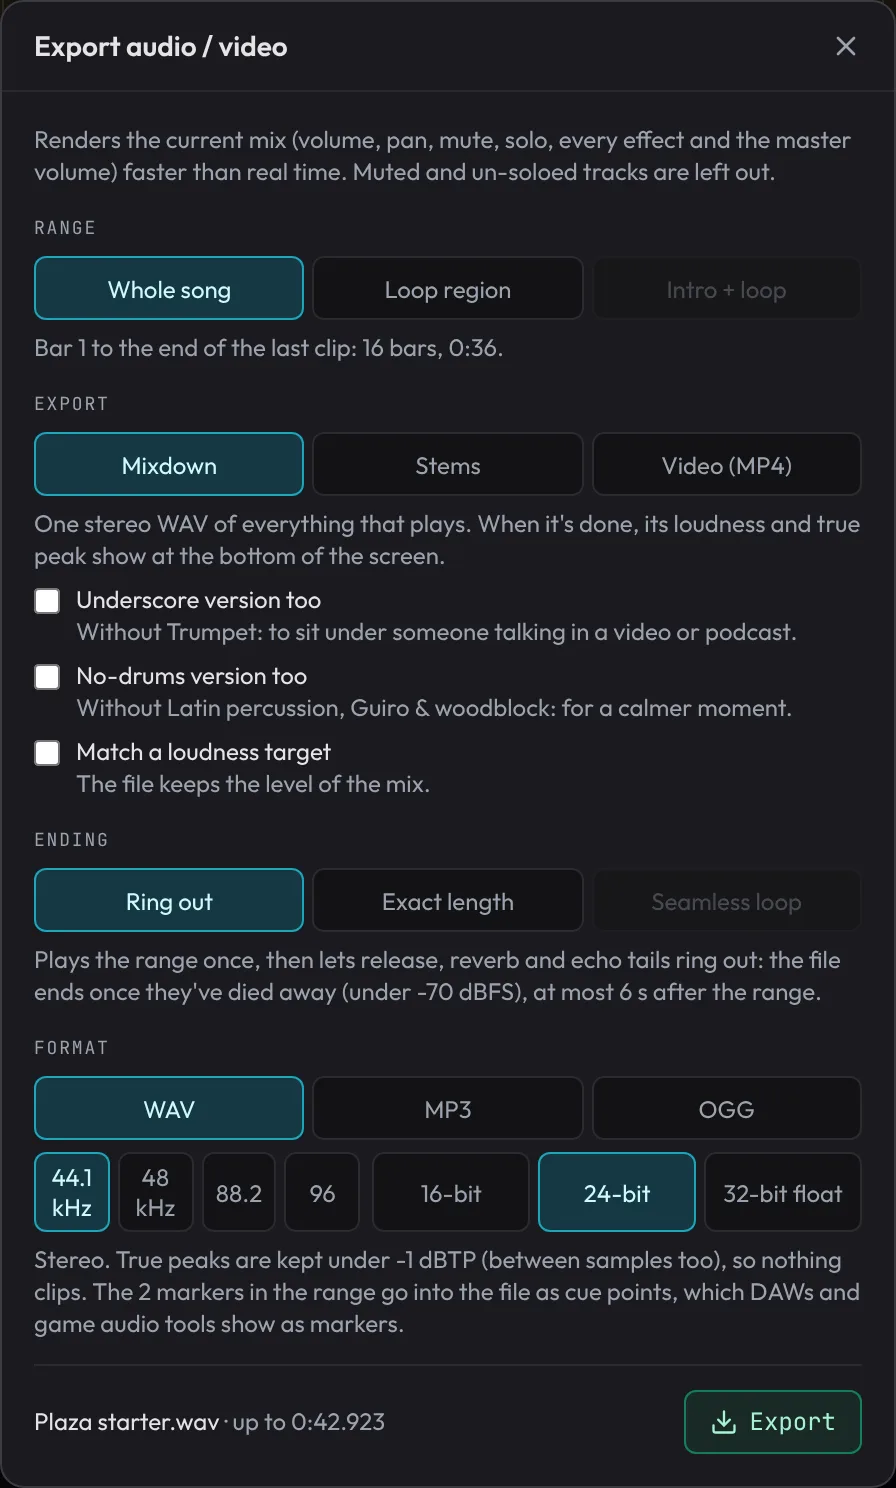 Export audio / video
Renders the current mix (volume, pan, mute, solo, every effect and the master
volume) faster than real time. Muted and un-soloed tracks are left out.
RANGE
Whole song
Loop region
Intro + loop
Bar 1 to the end of the last clip: 16 bars, 0:36.
EXPORT
Mixdown
Stems
Video (MP4)
One stereo WAV of everything that plays. When it's done, its loudness and true
peak show at the bottom of the screen.
Underscore version too
Without Trumpet: to sit under someone talking in a video or podcast.
No-drums version too
Without Latin percussion, Guiro & woodblock: for a calmer moment.
Match a loudness target
The file keeps the level of the mix.
ENDING
Ring out
Exact length
Seamless loop
Plays the range once, then lets release, reverb and echo tails ring out: the file
ends once they've died away (under -70 dBFS), at most 6 s after the range.
FORMAT
WAV
MP3
OGG
44.1
kHz
48
kHz
88.2
96
16-bit
24-bit
32-bit float
Stereo. True peaks are kept under -1 dBTP (between samples too), so nothing
clips. The 2 markers in the range go into the file as cue points, which DAWs and
game audio tools show as markers.
Plaza starter.wav · up to 0:42.923
Export